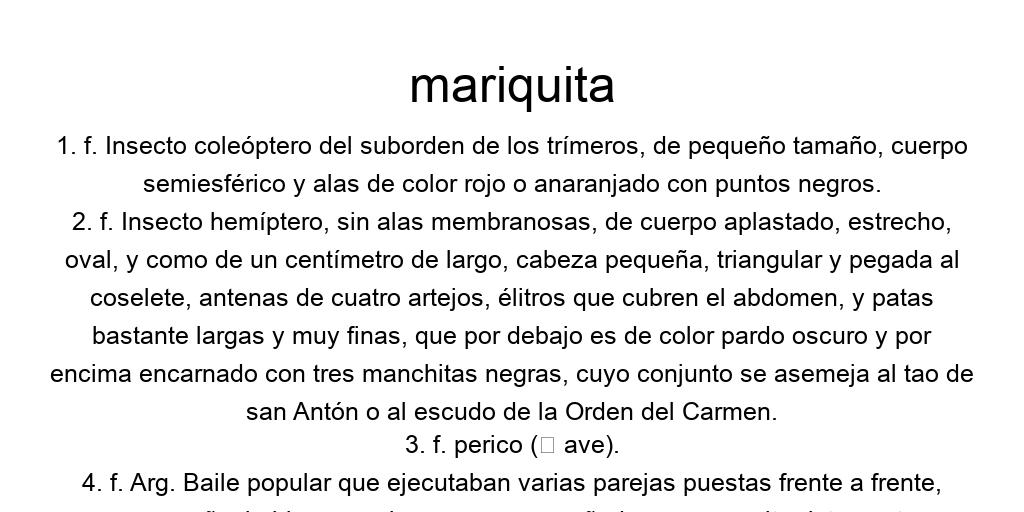 mariquita
1. f. Insecto coleóptero del suborden de los trímeros, de pequeño tamaño, cuerpo
semiesférico y alas de color rojo o anaranjado con puntos negros.
2. f. Insecto hemíptero, sin alas membranosas, de cuerpo aplastado, estrecho,
oval, y como de un centímetro de largo, cabeza pequeña, triangular y pegada al
coselete, antenas de cuatro artejos, élitros que cubren el abdomen, y patas
bastante largas y muy finas, que por debajo es de color pardo oscuro y por
encima encarnado con tres manchitas negras, cuyo conjunto se asemeja al tao de
san Antón o al escudo de la Orden del Carmen.
3. f. perico (□ ave).
4. f. Arg. Baile popular que ejecutaban varias parejas puestas frente a frente,